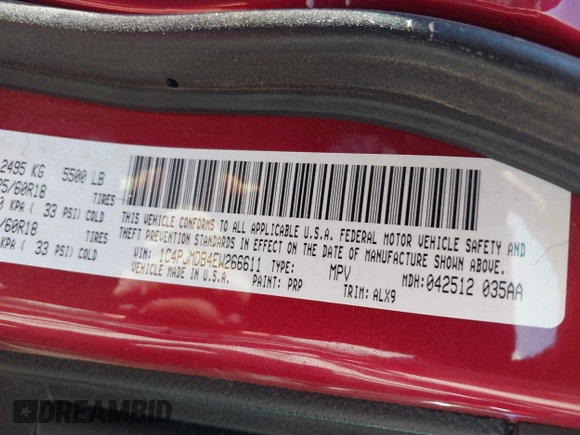 2495 KG 5500 LB
5/60R18 TIRES
0 KPA ( 33 PSI) COLD
/60R18 TIRES
KPA ( 33 PSI) COLD
THIS VEHICLE CONFORMS TO ALL APPLICABLE U.S.A. FEDERAL MOTOR VEHICLE SAFETY AND
THEFT PREVENTION STANDARDS IN EFFECT ON THE DATE OF MANUFACTURE SHOWN ABOVE.
VIN: 1C4PJMDB4EW266611 TYPE: MPV MDH:042512 035AA
VEHICLE MADE IN U.S.A. PAINT: PRP TRIM: ALX9
DREAMBID